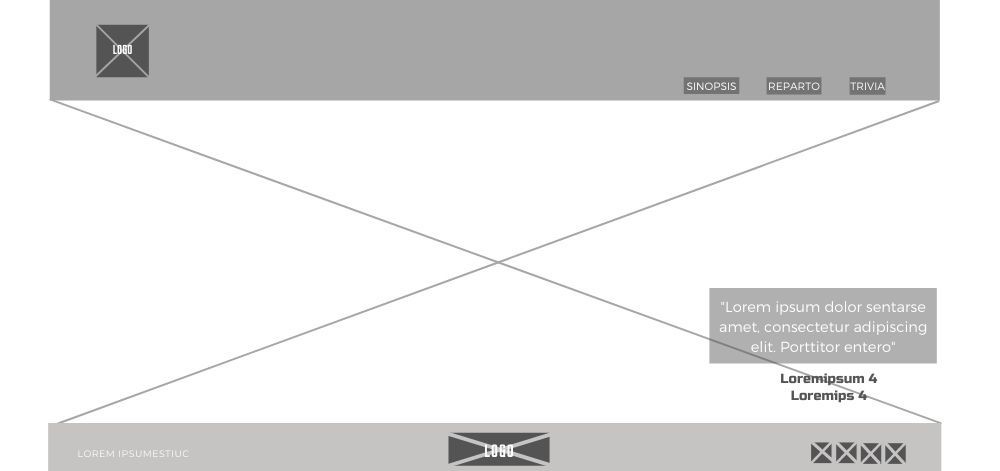 LOGO
SINOPSIS REPARTO TRIVIA
"Lorem ipsum dolor sentarse
amet, consectetur adipiscing
elit. Porttitor entero"
Loremipsum 4
Loremips 4
LOREM IPSUMESTIUC
LOGO